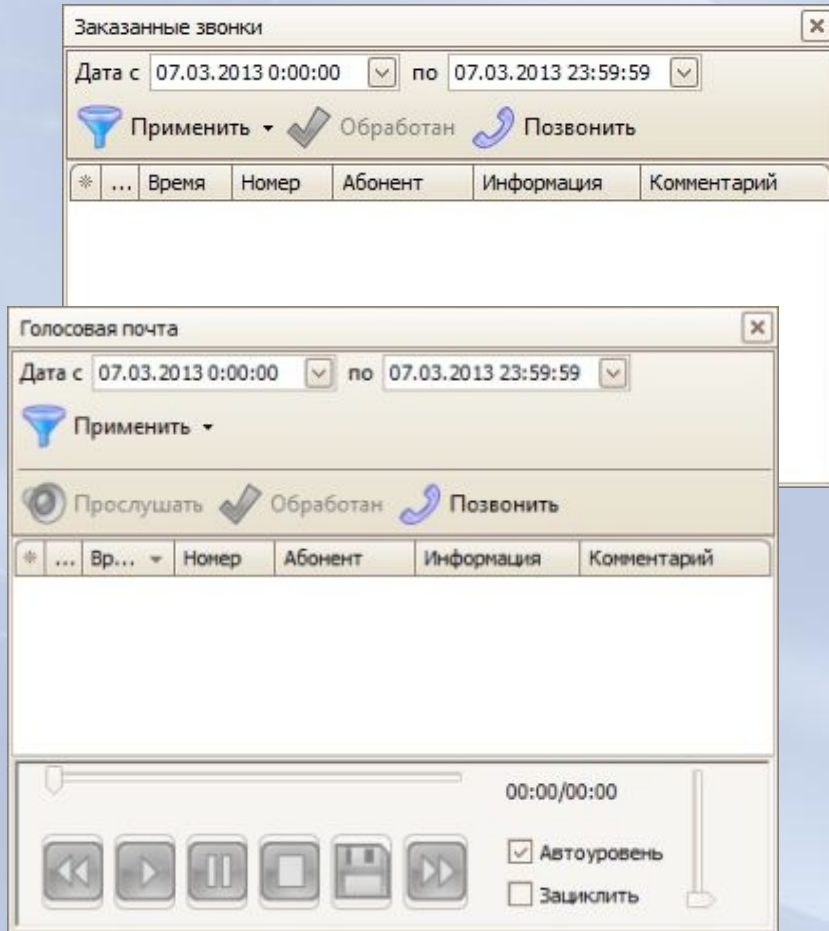 Заказанные звонки
Дата с 07.03.2013 0:00:00 по 07.03.2013 23:59:59
Применить Обработан Позвонить
... Время Номер Абонент Информация Комментарий
Голосовая почта
Дата с 07.03.2013 0:00:00 по 07.03.2013 23:59:59
Применить
Прослушать Обработан Позвонить
... Вр... Номер Абонент Информация Комментарий
00:00/00:00
Автоуровень
Зациклить